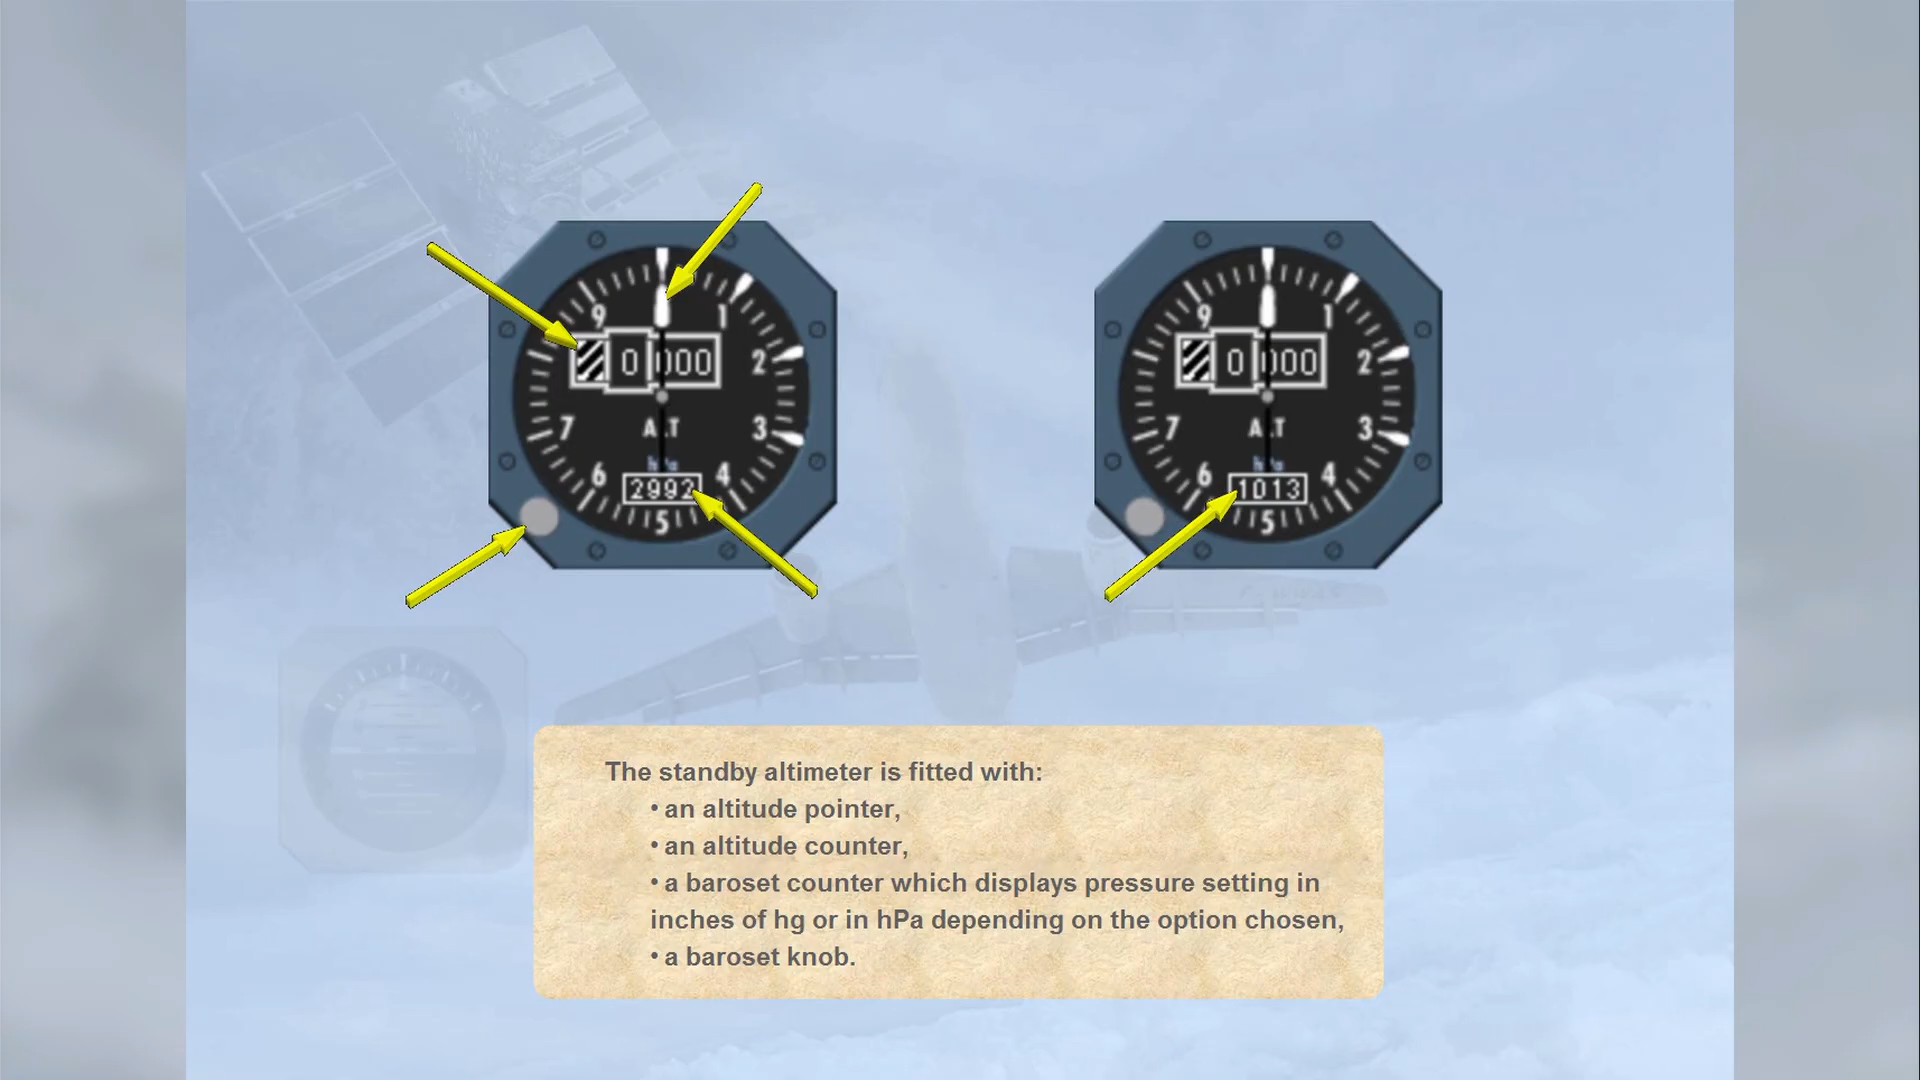 9 1
0 000 2
7 ALT 3
hPa
6 2992 4
5
9 1
0 000 2
7 ALT 3
hPa
6 1013 4
5
The standby altimeter is fitted with:
• an altitude pointer,
• an altitude counter,
• a baroset counter which displays pressure setting in
inches of hg or in hPa depending on the option chosen,
• a baroset knob.